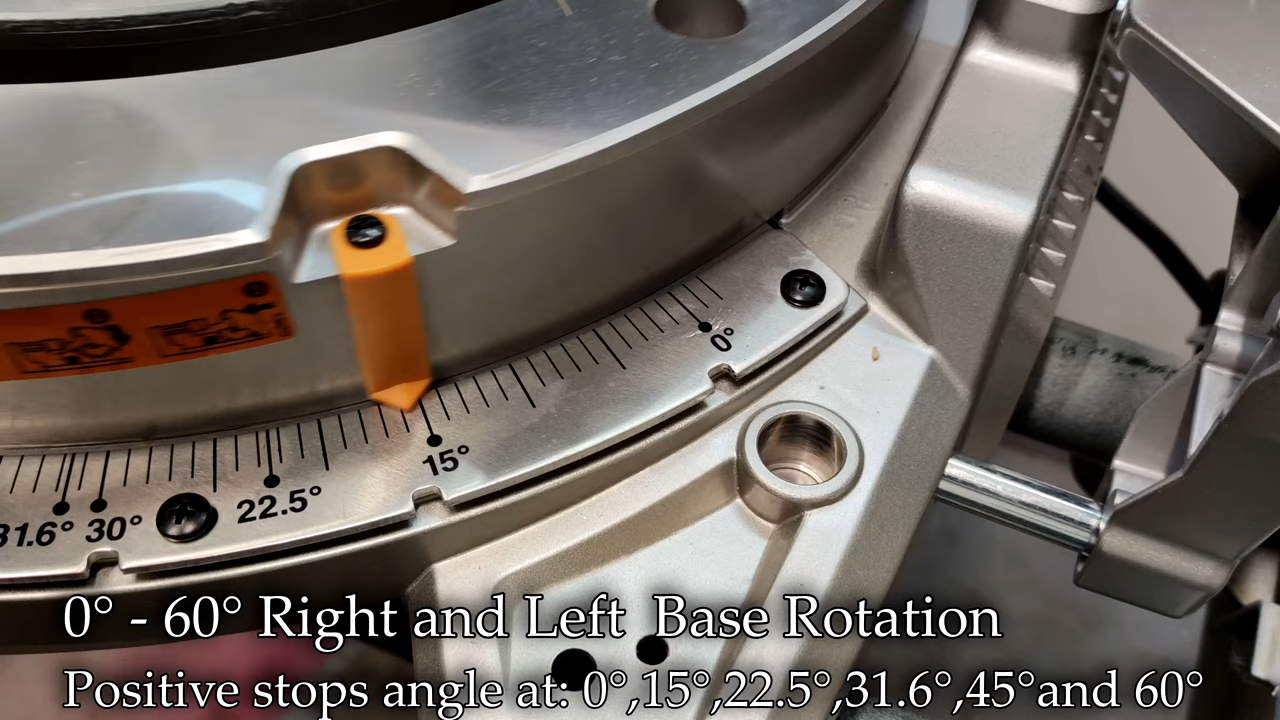 0°
15°
22.5°
31.6° 30°
0° - 60° Right and Left Base Rotation
Positive stops angle at: 0°,15°,22.5°,31.6°,45°and 60°